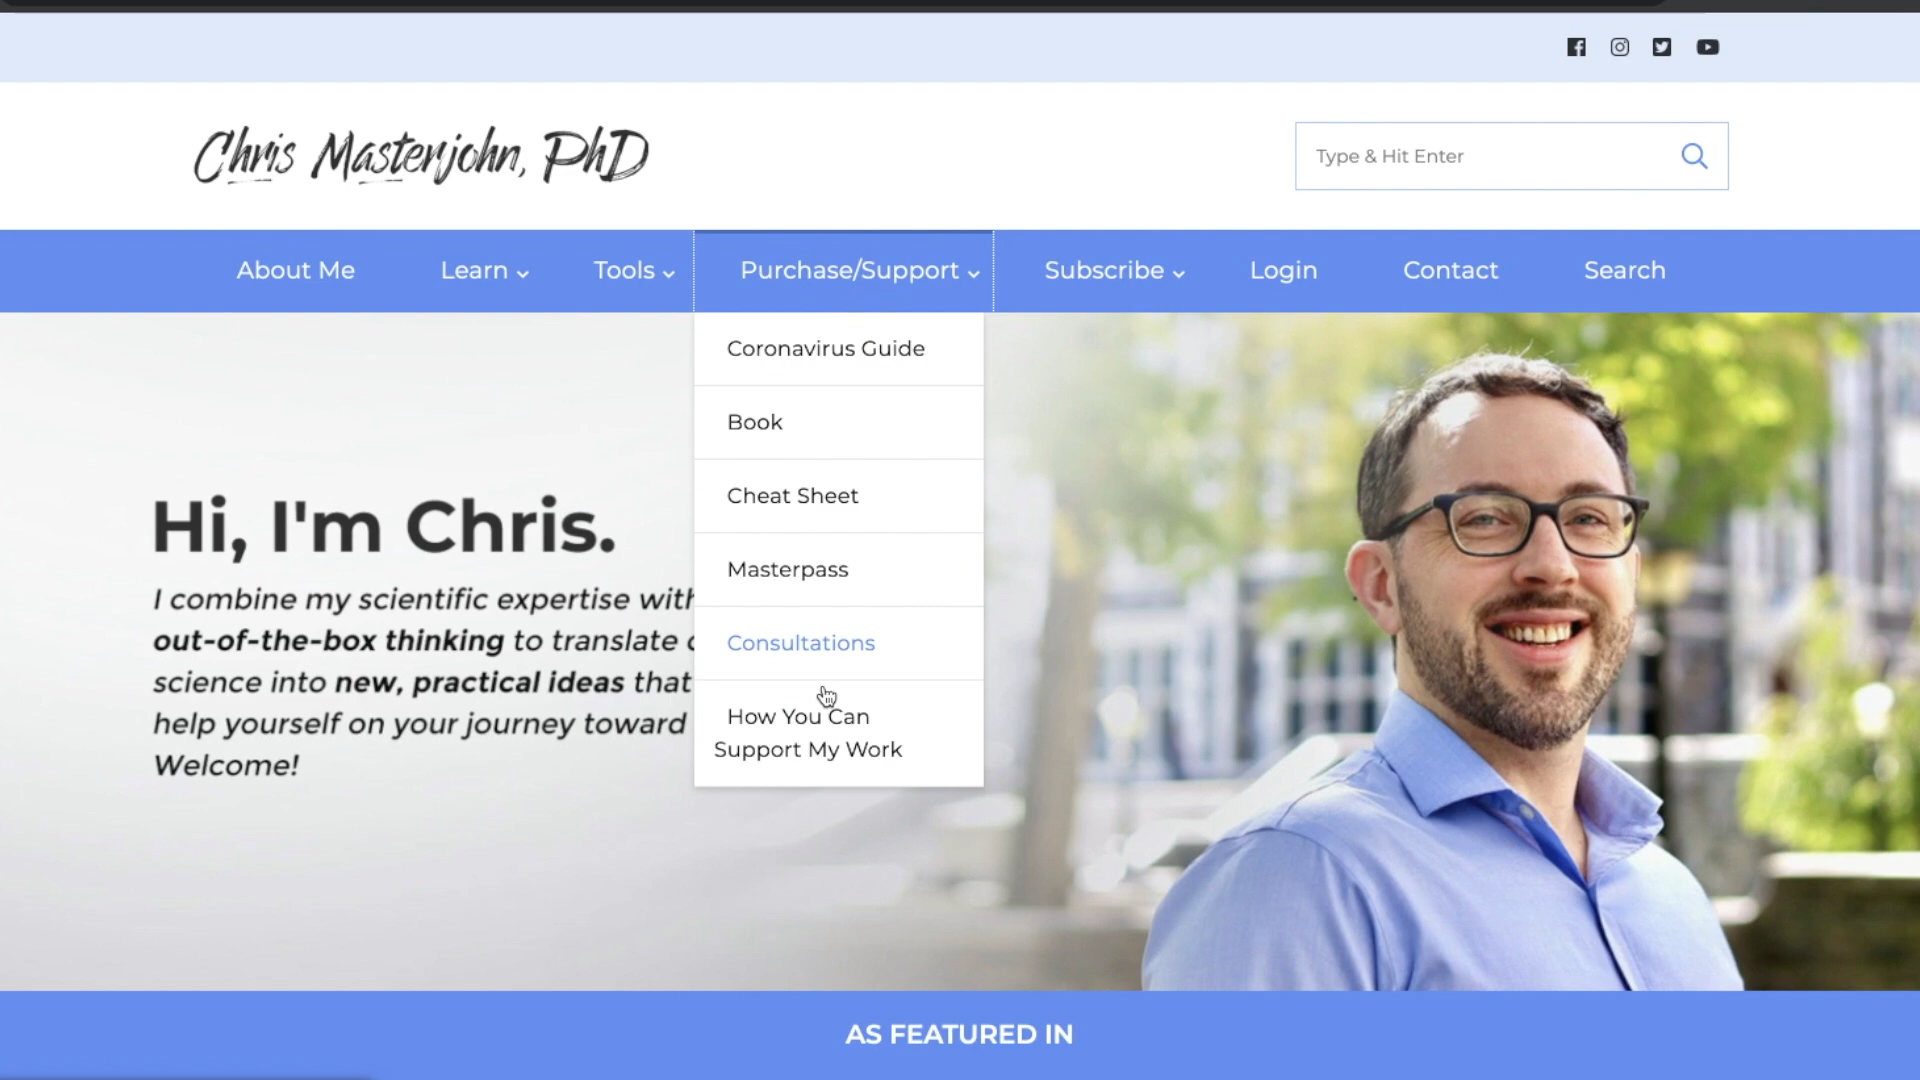 Chris Masterjohn, PhD
Type & Hit Enter
About Me
Learn
Tools
Purchase/Support
Subscribe
Login
Contact
Search
Coronavirus Guide
Book
Cheat Sheet
Masterpass
Consultations
How You Can
Support My Work
Hi, I'm Chris.
I combine my scientific expertise with
out-of-the-box thinking to translate
science into new, practical ideas that
help yourself on your journey toward
Welcome!
AS FEATURED IN